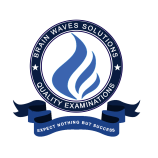 BRAIN WAVES SOLUTIONS
QUALITY EXAMINATIONS
EXPECT NOTHING BUT SUCCESS